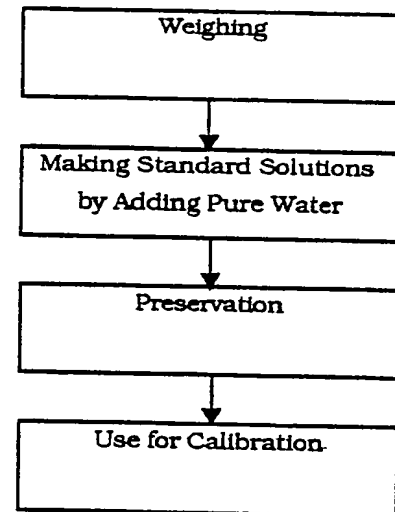 Weighing
Making Standard Solutions
by Adding Pure Water
Preservation
Use for Calibration